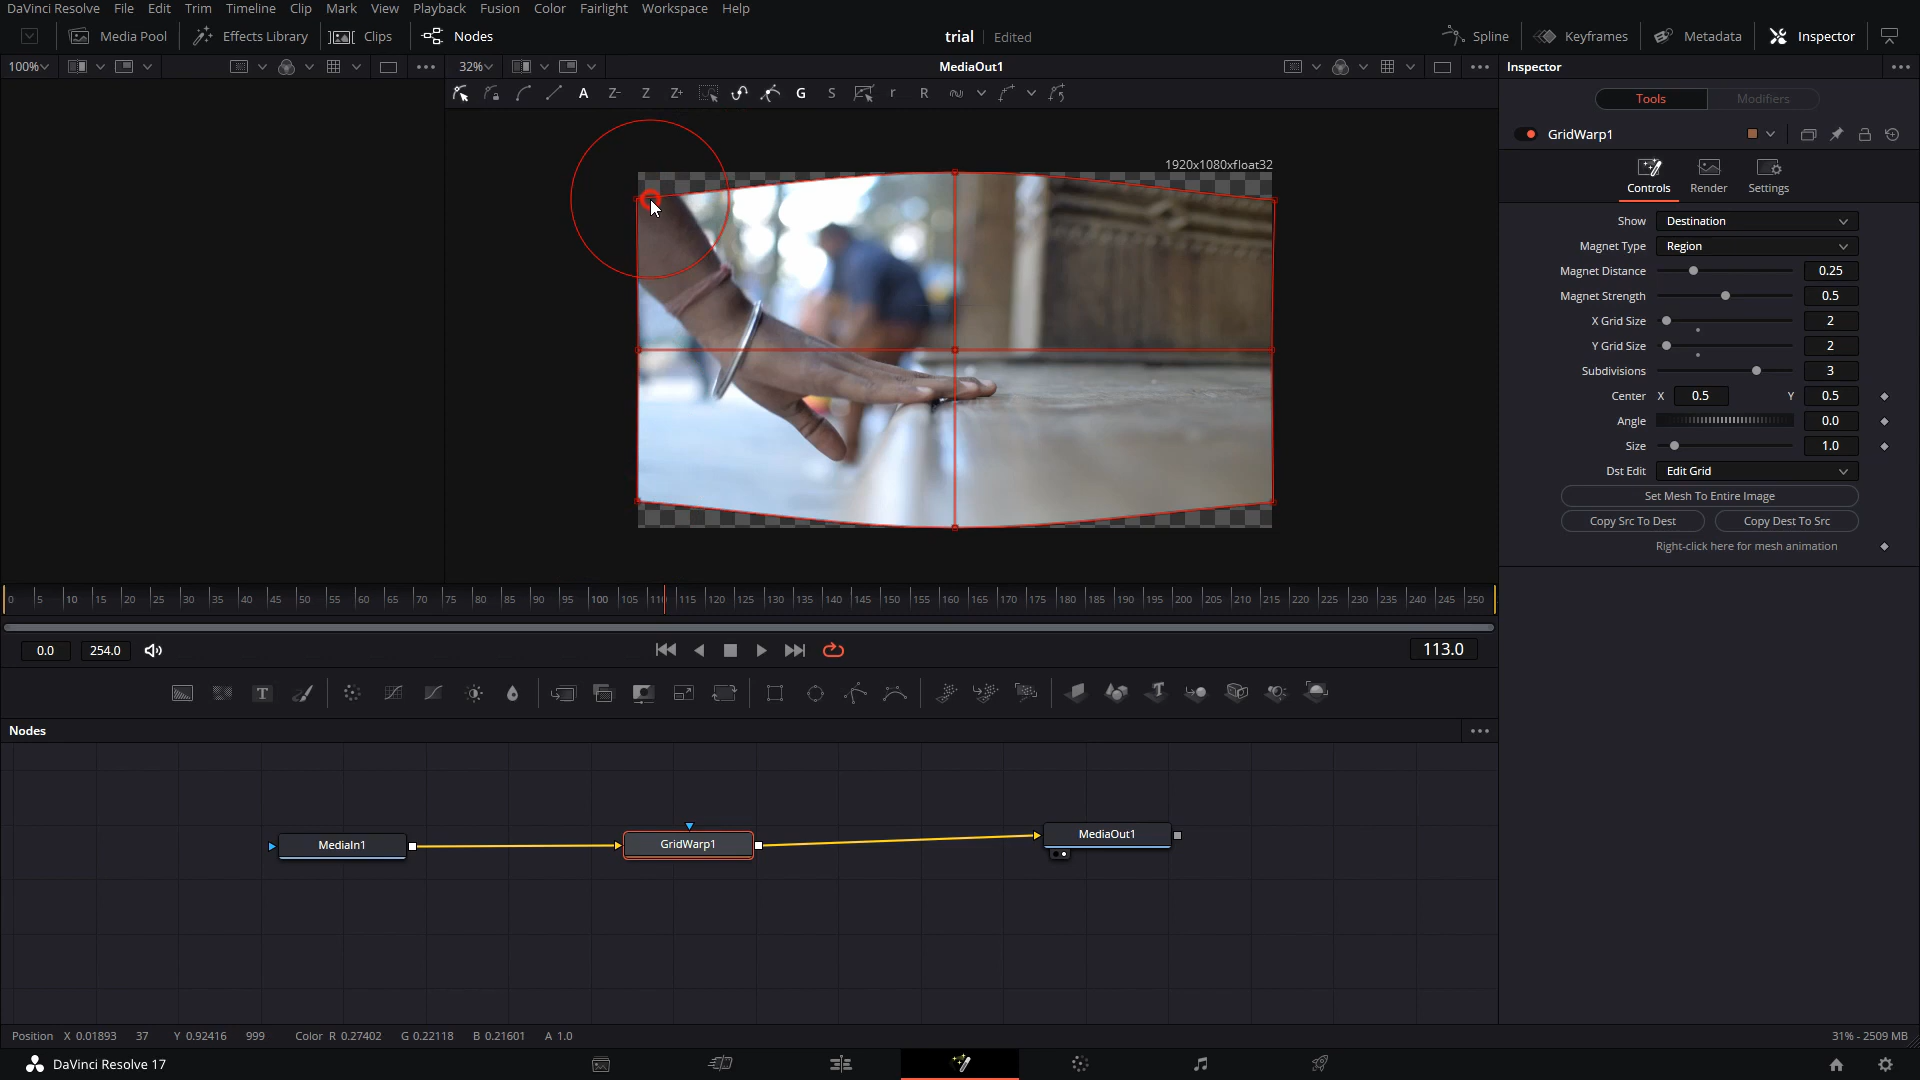 DaVinci Resolve File Edit Trim Timeline Clip Mark View Playback Fusion Color Fairlight Workspace Help
Media Pool Effects Library Clips Nodes trial Edited Spline Keyframes Metadata Inspector
100% 32% MediaOut1 Inspector
A Z- Z Z+ G S r R Tools Modifiers
GridWarp1
1920x1080xfloat32
Controls Render Settings
Show Destination
Magnet Type Region
Magnet Distance 0.25
Magnet Strength 0.5
X Grid Size 2
Y Grid Size 2
Subdivisions 3
Center X 0.5 Y 0.5
Angle 0.0
Size 1.0
Dst Edit Edit Grid
Set Mesh To Entire Image
Copy Src To Dest Copy Dest To Src
Right-click here for mesh animation
0 5 10 15 20 25 30 35 40 45 50 55 60 65 70 75 80 85 90 95 100 105 115 120 125 130 135 140 145 150 155 160 165 170 175 180 185 190 195 200 205 210 215 220 225 230 235 240 245 250
0.0 254.0 113.0
T T
Nodes
MediaIn1 GridWarp1 MediaOut1
Position X 0.01893 37 Y 0.92416 999 Color R 0.27402 G 0.22118 B 0.21601 A 1.0 31% - 2509 MB
DaVinci Resolve 17